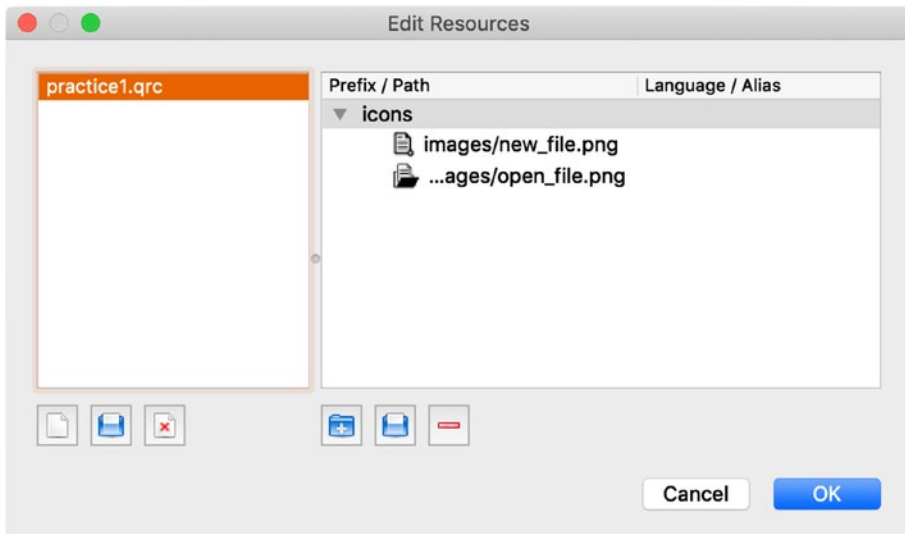 Edit Resources
practice1.qrc
Prefix / Path Language / Alias
icons
images/new_file.png
...ages/open_file.png
Cancel OK